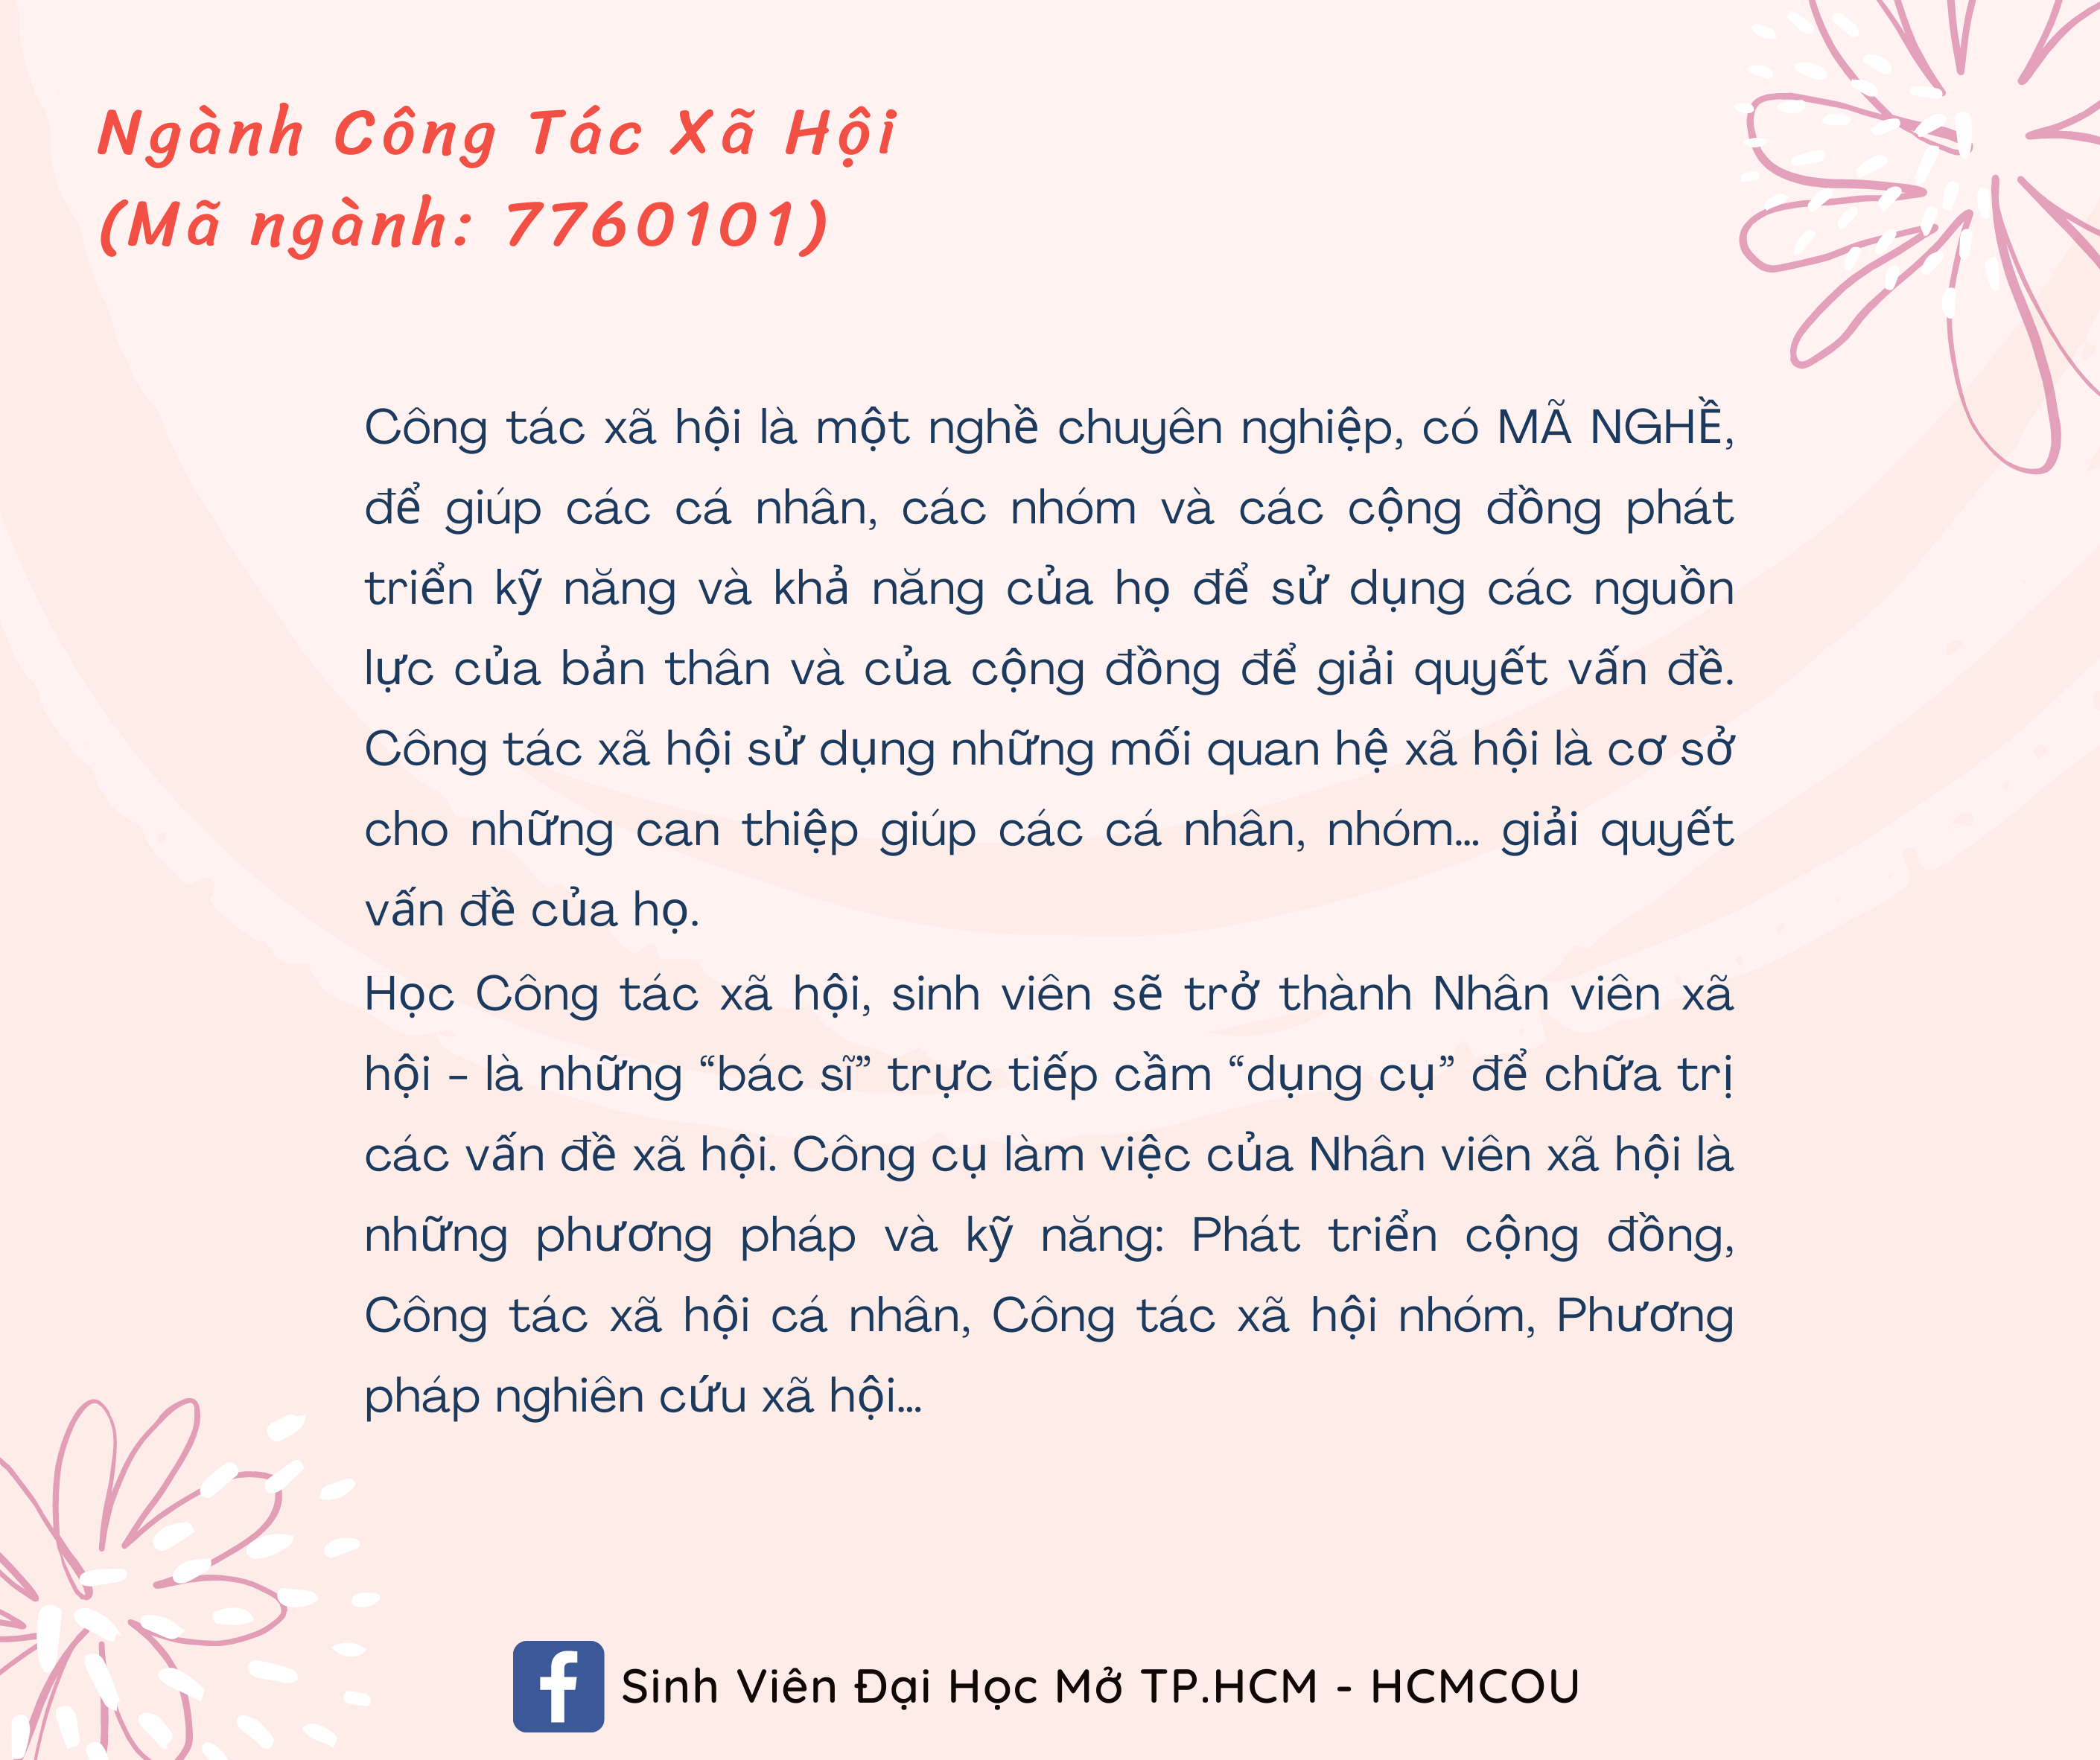 Ngành Công Tác Xã Hội
(Mã ngành: 7760101)
Công tác xã hội là một nghề chuyên nghiệp, có MÃ NGHỀ,
để giúp các cá nhân, các nhóm và các cộng đồng phát
triển kỹ năng và khả năng của họ để sử dụng các nguồn
lực của bản thân và của cộng đồng để giải quyết vấn đề.
Công tác xã hội sử dụng những mối quan hệ xã hội là cơ sở
cho những can thiệp giúp các cá nhân, nhóm... giải quyết
vấn đề của họ.
Học Công tác xã hội, sinh viên sẽ trở thành Nhân viên xã
hội - là những “bác sĩ” trực tiếp cầm “dụng cụ” để chữa trị
các vấn đề xã hội. Công cụ làm việc của Nhân viên xã hội là
những phương pháp và kỹ năng: Phát triển cộng đồng,
Công tác xã hội cá nhân, Công tác xã hội nhóm, Phương
pháp nghiên cứu xã hội...
Sinh Viên Đại Học Mở TP.HCM - HCMCOU